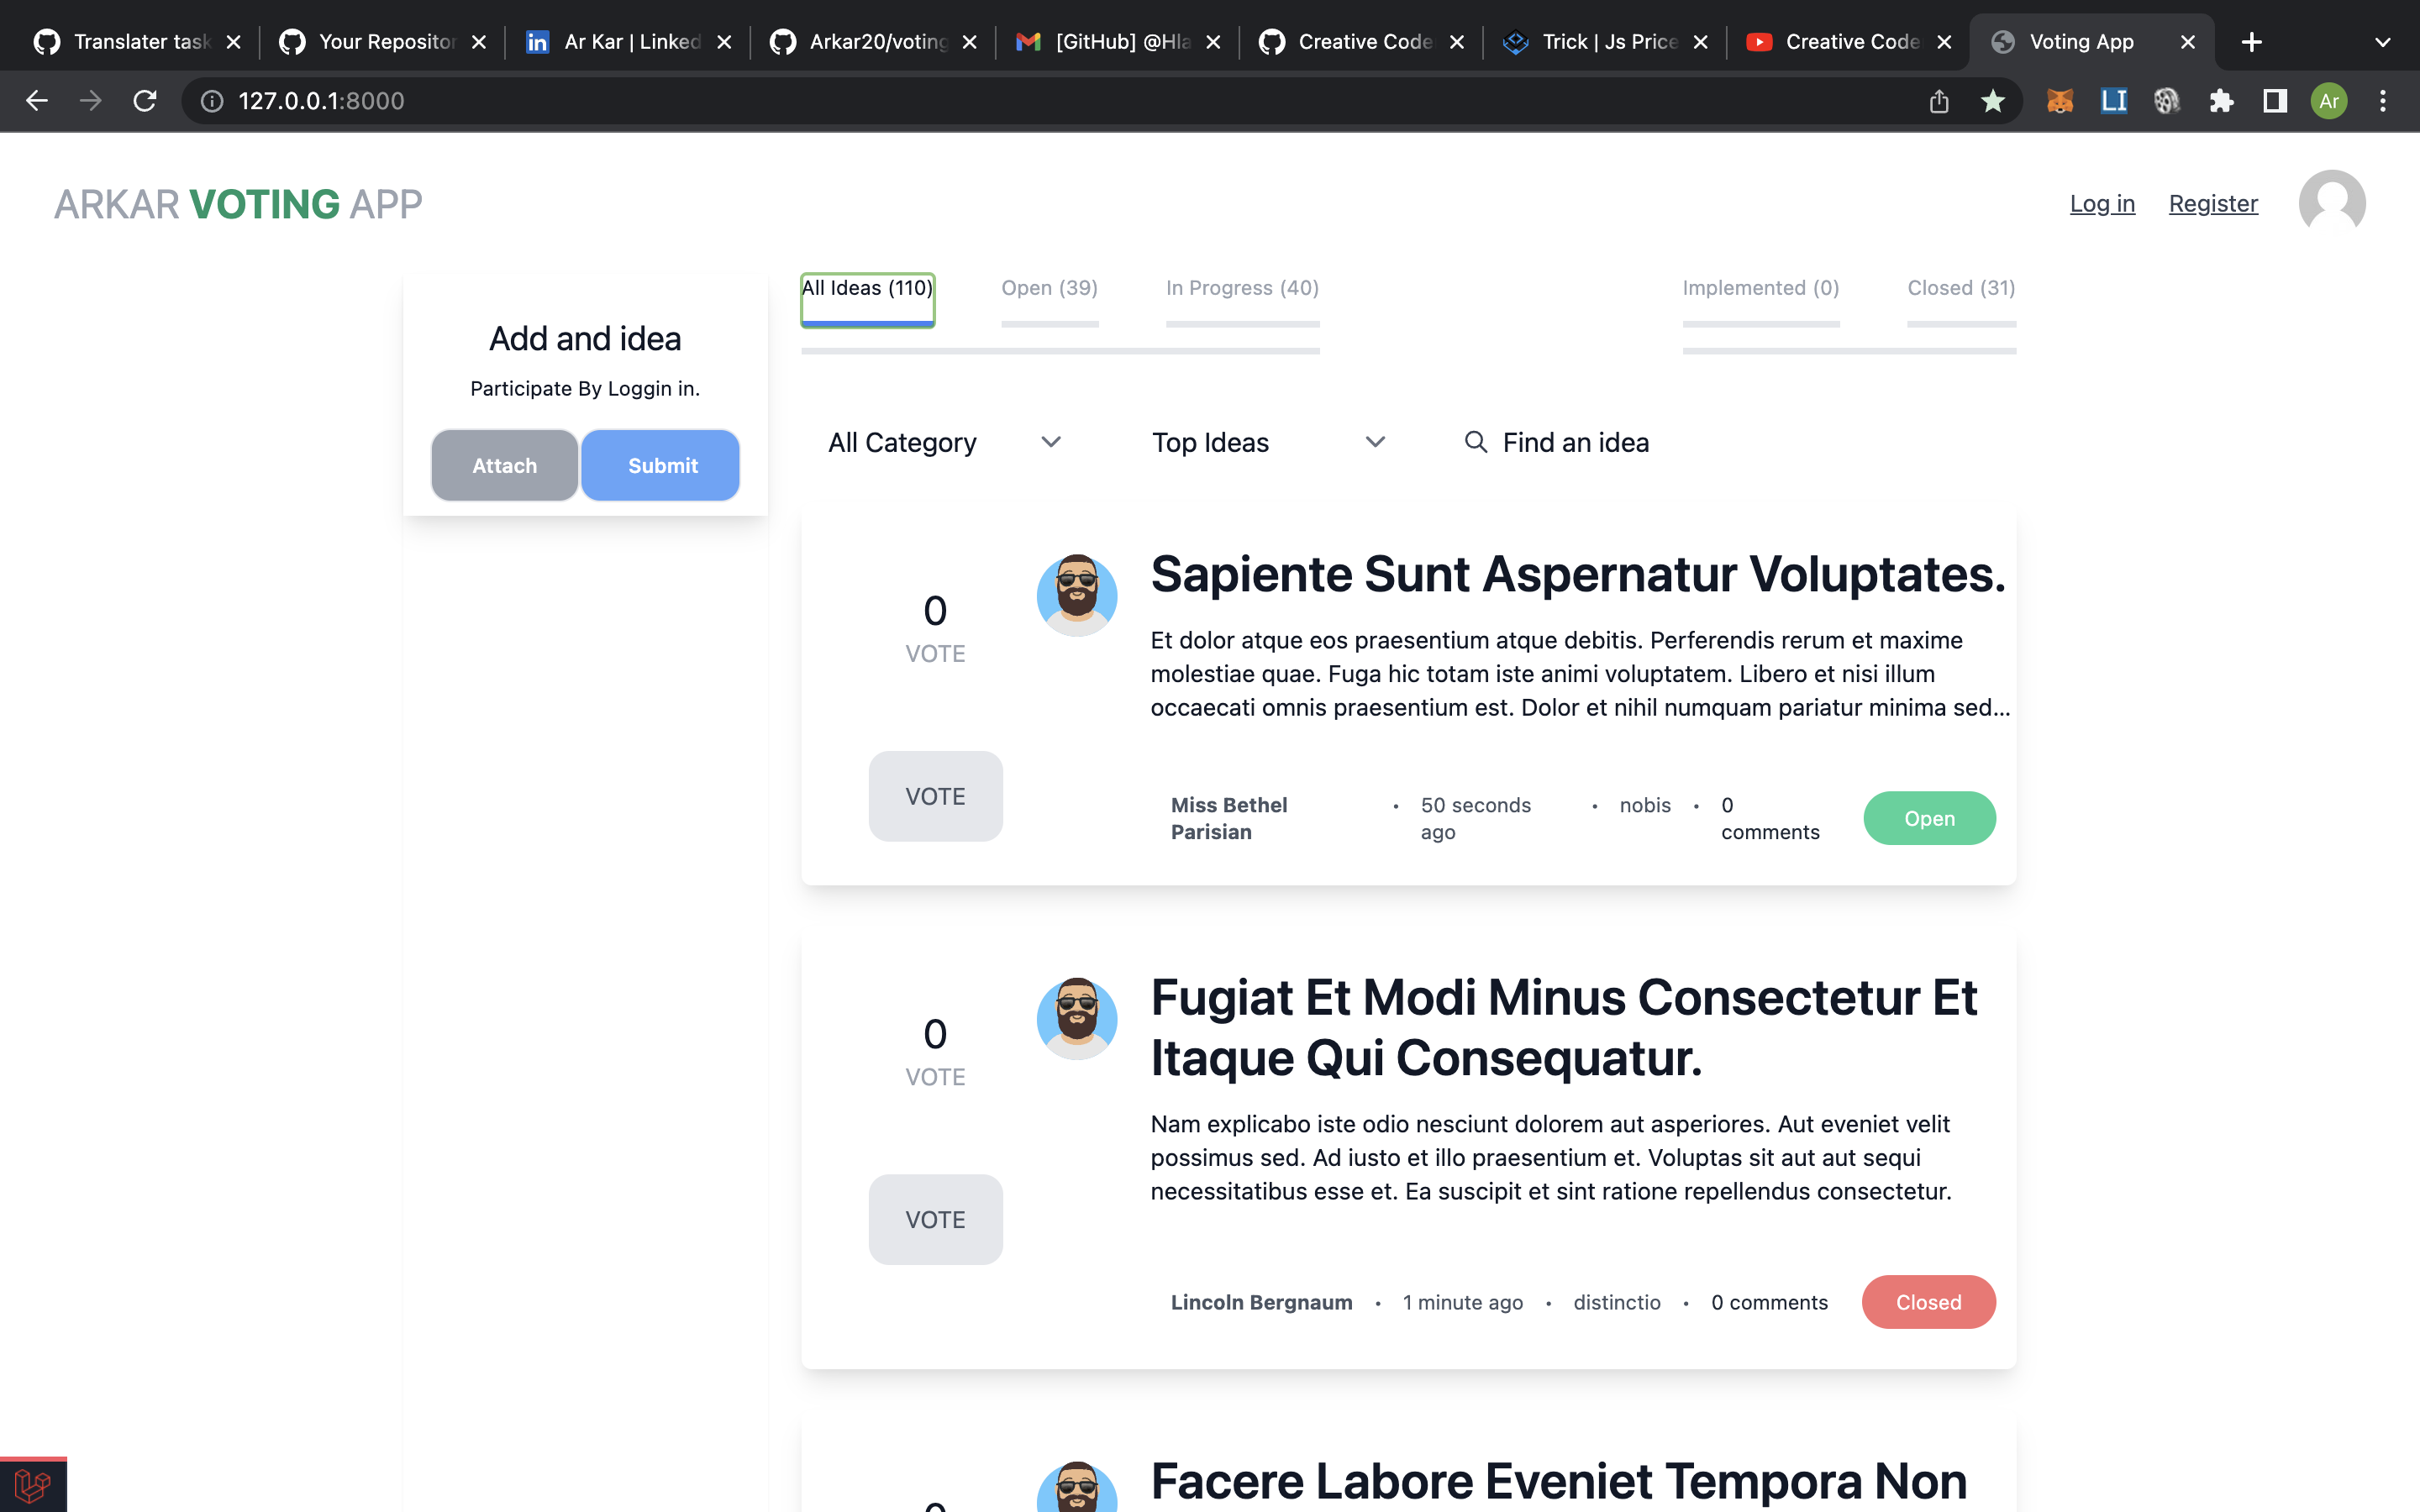 Translater task
Your Repositor
Ar Kar | Linked
Arkar20/voting
[GitHub] @Hla
Creative Code
Trick | Js Price
Creative Code
Voting App
127.0.0.1:8000
LI
Ar
ARKAR VOTING APP
Log in
Register
Add and idea
Participate By Loggin in.
Attach
Submit
All Ideas (110)
Open (39)
In Progress (40)
Implemented (0)
Closed (31)
All Category
Top Ideas
Find an idea
0
VOTE
VOTE
Sapiente Sunt Aspernatur Voluptates.
Et dolor atque eos praesentium atque debitis. Perferendis rerum et maxime
molestiae quae. Fuga hic totam iste animi voluptatem. Libero et nisi illum
occaecati omnis praesentium est. Dolor et nihil numquam pariatur minima sed...
Miss Bethel
Parisian
• 50 seconds
ago
• nobis
• 0
comments
Open
0
VOTE
VOTE
Fugiat Et Modi Minus Consectetur Et
Itaque Qui Consequatur.
Nam explicabo iste odio nesciunt dolorem aut asperiores. Aut eveniet velit
possimus sed. Ad iusto et illo praesentium et. Voluptas sit aut aut sequi
necessitatibus esse et. Ea suscipit et sint ratione repellendus consectetur.
Lincoln Bergnaum • 1 minute ago • distinctio • 0 comments
Closed
Facere Labore Eveniet Tempora Non